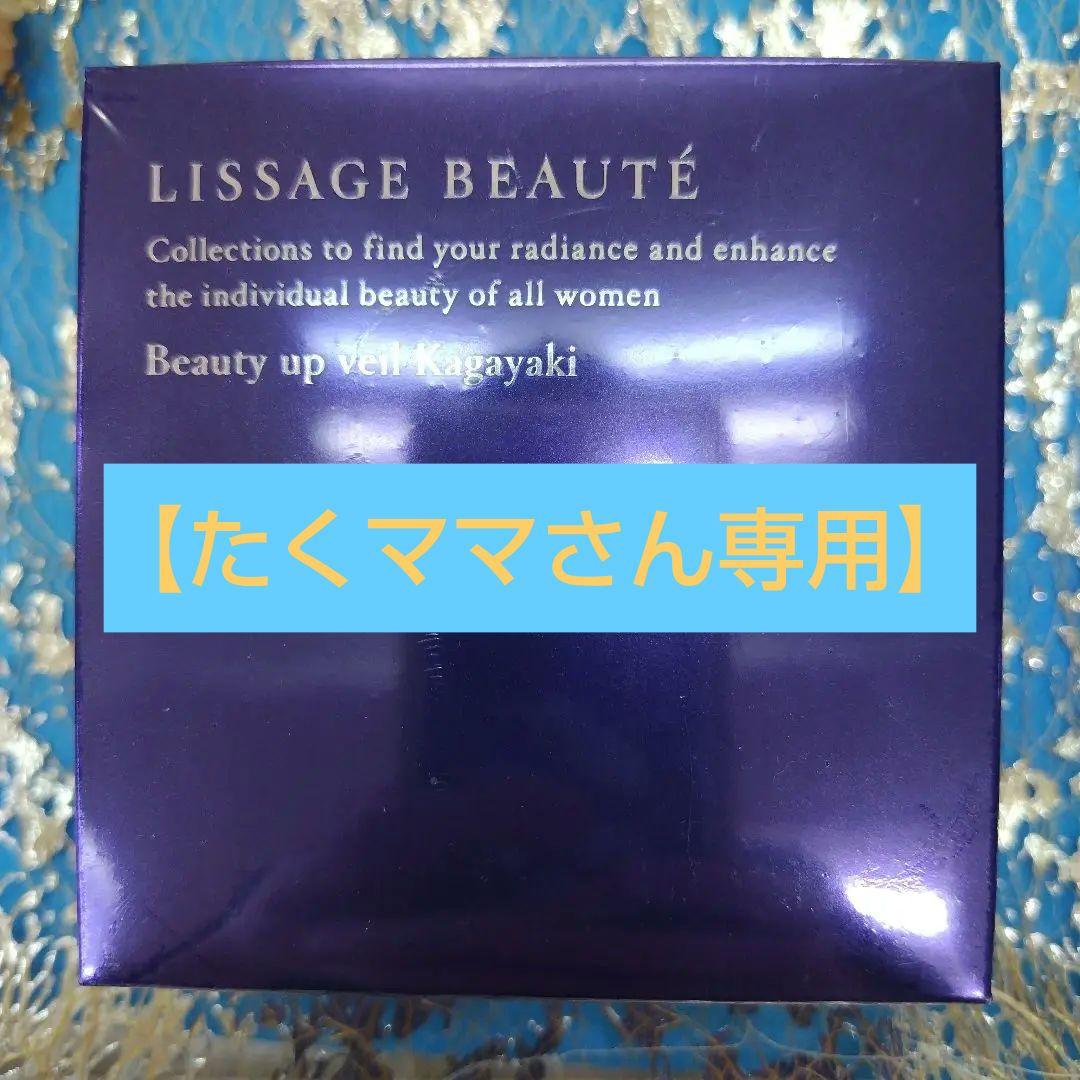 LISSAGE BEAUTÉ
Collections to find your radiance and enhance
the individual beauty of all women
Beauty up veil Kagayaki
【たくママさん専用】